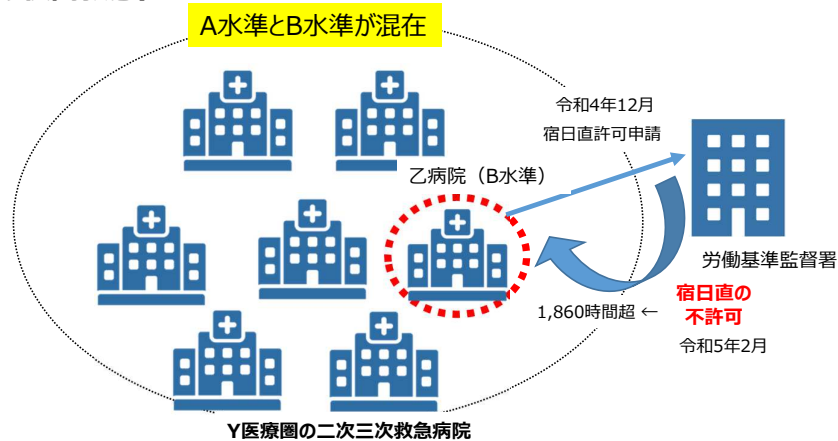 A水準とB水準が混在
令和4年12月
宿日直許可申請
乙病院（B水準）
労働基準監督署
1,860時間超 ←
宿日直の
不許可
令和5年2月
Y医療圏の二次三次救急病院